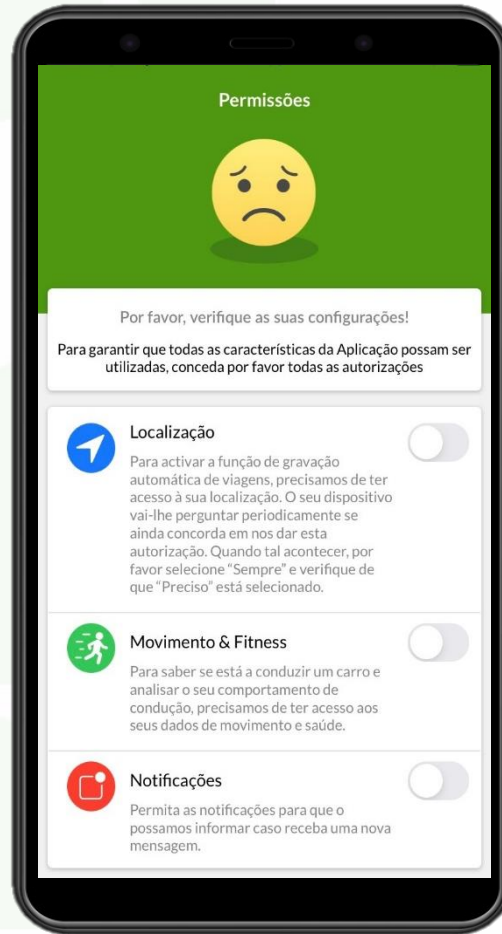 Permissões
Por favor, verifique as suas configurações!
Para garantir que todas as características da Aplicação possam ser
utilizadas, conceda por favor todas as autorizações
Localização
Para activar a função de gravação
automática de viagens, precisamos de ter
acesso à sua localização. O seu dispositivo
vai-lhe perguntar periodicamente se
ainda concorda em nos dar esta
autorização. Quando tal acontecer, por
favor selecione “Sempre” e verifique de
que “Preciso” está selecionado.
Movimento & Fitness
Para saber se está a conduzir um carro e
analisar o seu comportamento de
condução, precisamos de ter acesso aos
seus dados de movimento e saúde.
Notificações
Permita as notificações para que o
possamos informar caso receba uma nova
mensagem.